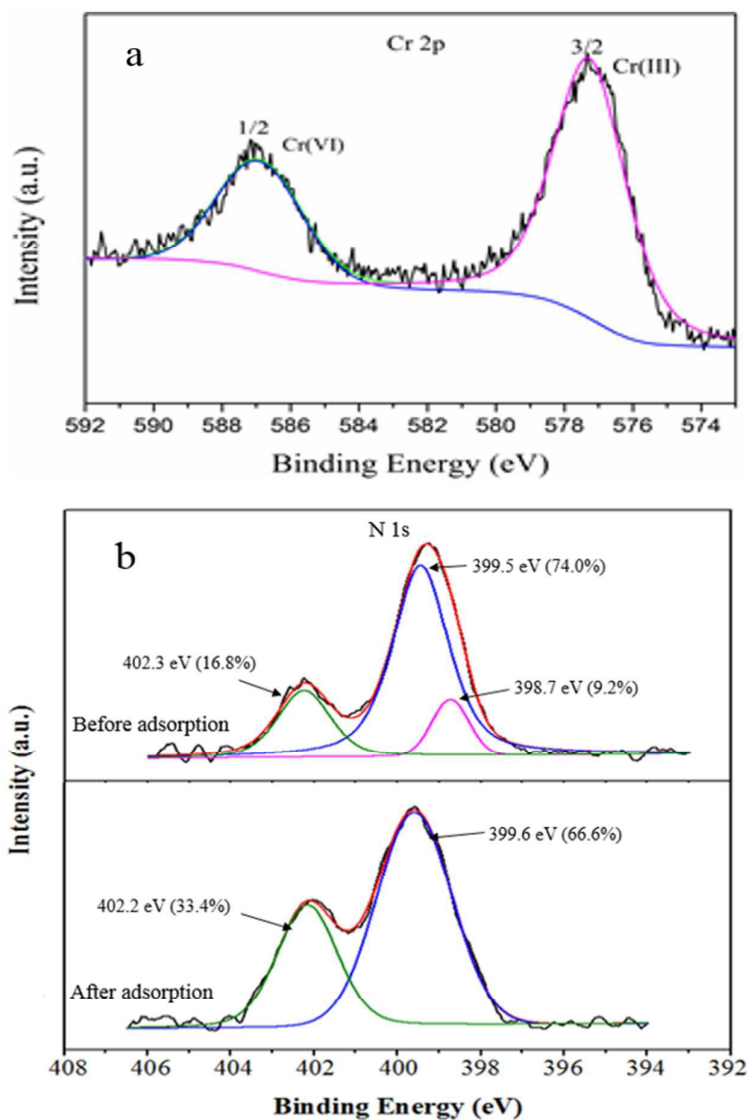 a
Cr 2p
3/2
Cr(III)
1/2
Cr(VI)
Intensity (a.u.)
592 590 588 586 584 582 580 578 576 574
Binding Energy (eV)
b
N 1s
399.5 eV (74.0%)
402.3 eV (16.8%)
398.7 eV (9.2%)
Before adsorption
Intensity (a.u.)
399.6 eV (66.6%)
402.2 eV (33.4%)
After adsorption
408 406 404 402 400 398 396 394 392
Binding Energy (eV)